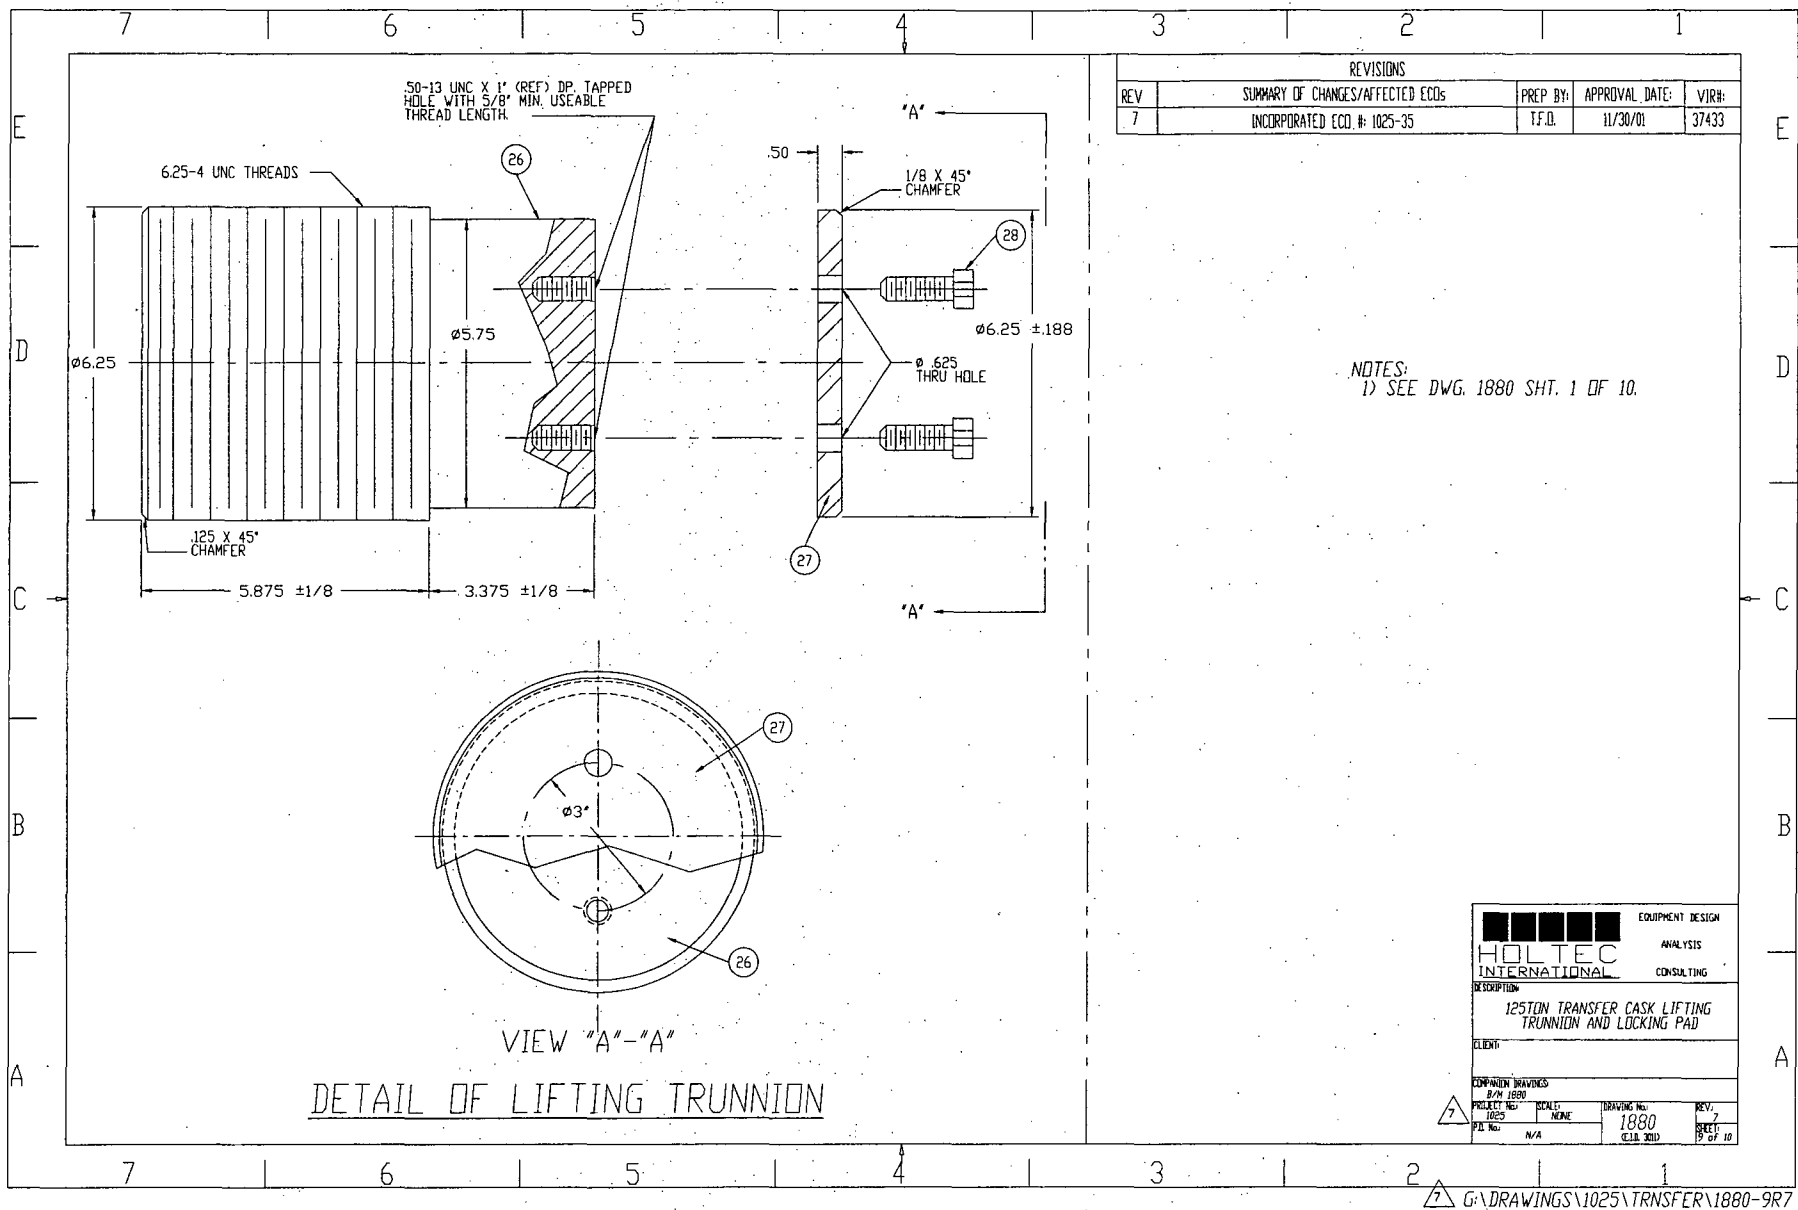 7 6 5 4 3 2 1
E
D
C
B
A
E
D
C
B
A
REVISIONS
REV SUMMARY OF CHANGES/AFFECTED ECOs PREP BY: APPROVAL DATE: VIR#:
7 INCORPORATED ECO #: 1025-35 T.F.O. 11/30/01 37433
.50-13 UNC X 1" (REF) DP. TAPPED
HOLE WITH 5/8" MIN. USEABLE
THREAD LENGTH.
6.25-4 UNC THREADS
26
"A"
.50
1/8 X 45°
CHAMFER
28
ø6.25
ø5.75
ø6.25 ±.188
ø .625
THRU HOLE
27
.125 X 45°
CHAMFER
5.875 ±1/8
3.375 ±1/8
"A"
NOTES:
1) SEE DWG. 1880 SHT. 1 OF 10.
27
ø3"
26
VIEW "A"-"A"
DETAIL OF LIFTING TRUNNION
HOLTEC
INTERNATIONAL
EQUIPMENT DESIGN
ANALYSIS
CONSULTING
DESCRIPTION:
125TON TRANSFER CASK LIFTING
TRUNNION AND LOCKING PAD
CLIENT:
COMPANION DRAWINGS:
B/M 1880
PROJECT No.: 1025
SCALE: NONE
DRAWING No.: 1880
(E.I.D. 3011)
REV.: 7
P.O. No.: N/A
SHEET: 9 of 10
7
7 6 5 4 3 2 1
7 G:\DRAWINGS\1025\TRNSFER\1880-9R7